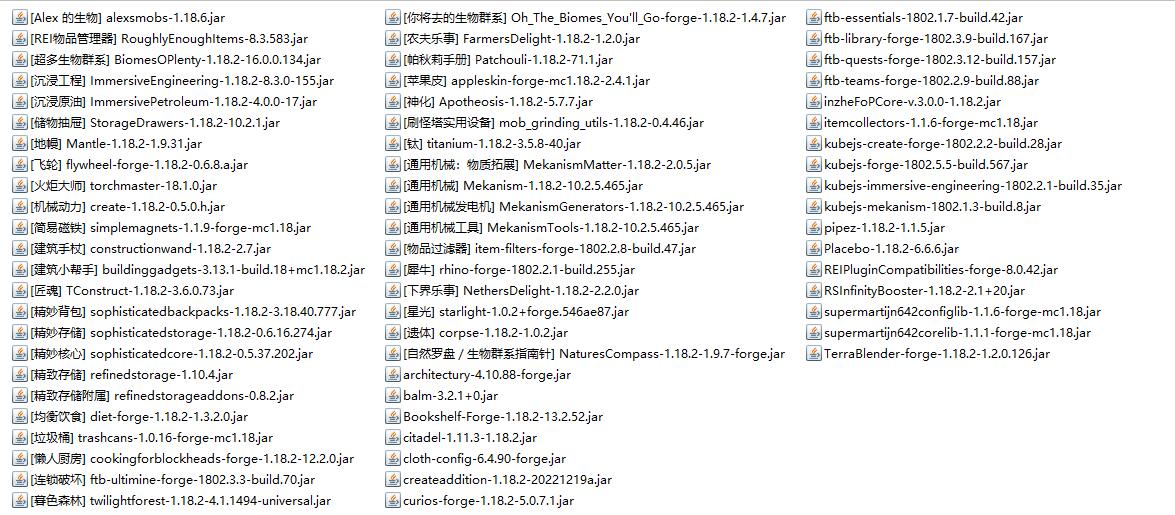 [Alex 的生物] alexsmobs-1.18.6.jar
[REI物品管理器] RoughlyEnoughItems-8.3.583.jar
[超多生物群系] BiomesOPlenty-1.18.2-16.0.0.134.jar
[沉浸工程] ImmersiveEngineering-1.18.2-8.3.0-155.jar
[沉浸原油] ImmersivePetroleum-1.18.2-4.0.0-17.jar
[储物抽屉] StorageDrawers-1.18.2-10.2.1.jar
[地幔] Mantle-1.18.2-1.9.31.jar
[飞轮] flywheel-forge-1.18.2-0.6.8.a.jar
[火炬大师] torchmaster-18.1.0.jar
[机械动力] create-1.18.2-0.5.0.h.jar
[简易磁铁] simplemagnets-1.1.9-forge-mc1.18.jar
[建筑手杖] constructionwand-1.18.2-2.7.jar
[建筑小帮手] buildinggadgets-3.13.1-build.18+mc1.18.2.jar
[匠魂] TConstruct-1.18.2-3.6.0.73.jar
[精妙背包] sophisticatedbackpacks-1.18.2-3.18.40.777.jar
[精妙存储] sophisticatedstorage-1.18.2-0.6.16.274.jar
[精妙核心] sophisticatedcore-1.18.2-0.5.37.202.jar
[精致存储] refinedstorage-1.10.4.jar
[精致存储附属] refinedstorageaddons-0.8.2.jar
[均衡饮食] diet-forge-1.18.2-1.3.2.0.jar
[垃圾桶] trashcans-1.0.16-forge-mc1.18.jar
[懒人厨房] cookingforblockheads-forge-1.18.2-12.2.0.jar
[连锁破坏] ftb-ultimine-forge-1802.3.3-build.70.jar
[暮色森林] twilightforest-1.18.2-4.1.1494-universal.jar
[你将去的生物群系] Oh_The_Biomes_You'll_Go-forge-1.18.2-1.4.7.jar
[农夫乐事] FarmersDelight-1.18.2-1.2.0.jar
[帕秋莉手册] Patchouli-1.18.2-71.1.jar
[苹果皮] appleskin-forge-mc1.18.2-2.4.1.jar
[神化] Apotheosis-1.18.2-5.7.7.jar
[刷怪塔实用设备] mob_grinding_utils-1.18.2-0.4.46.jar
[钛] titanium-1.18.2-3.5.8-40.jar
[通用机械：物质拓展] MekanismMatter-1.18.2-2.0.5.jar
[通用机械] Mekanism-1.18.2-10.2.5.465.jar
[通用机械发电机] MekanismGenerators-1.18.2-10.2.5.465.jar
[通用机械工具] MekanismTools-1.18.2-10.2.5.465.jar
[物品过滤器] item-filters-forge-1802.2.8-build.47.jar
[犀牛] rhino-forge-1802.2.1-build.255.jar
[下界乐事] NethersDelight-1.18.2-2.2.0.jar
[星光] starlight-1.0.2+forge.546ae87.jar
[遗体] corpse-1.18.2-1.0.2.jar
[自然罗盘 / 生物群系指南针] NaturesCompass-1.18.2-1.9.7-forge.jar
architectury-4.10.88-forge.jar
balm-3.2.1+0.jar
Bookshelf-Forge-1.18.2-13.2.52.jar
citadel-1.11.3-1.18.2.jar
cloth-config-6.4.90-forge.jar
createaddition-1.18.2-20221219a.jar
curios-forge-1.18.2-5.0.7.1.jar
ftb-essentials-1802.1.7-build.42.jar
ftb-library-forge-1802.3.9-build.167.jar
ftb-quests-forge-1802.3.12-build.157.jar
ftb-teams-forge-1802.2.9-build.88.jar
inzheFoPCore-v.3.0.0-1.18.2.jar
itemcollectors-1.1.6-forge-mc1.18.jar
kubejs-create-forge-1802.2.2-build.28.jar
kubejs-forge-1802.5.5-build.567.jar
kubejs-immersive-engineering-1802.2.1-build.35.jar
kubejs-mekanism-1802.1.3-build.8.jar
pipez-1.18.2-1.1.5.jar
Placebo-1.18.2-6.6.6.jar
REIPluginCompatibilities-forge-8.0.42.jar
RSInfinityBooster-1.18.2-2.1+20.jar
supermartijn642configlib-1.1.6-forge-mc1.18.jar
supermartijn642corelib-1.1.1-forge-mc1.18.jar
TerraBlender-forge-1.18.2-1.2.0.126.jar